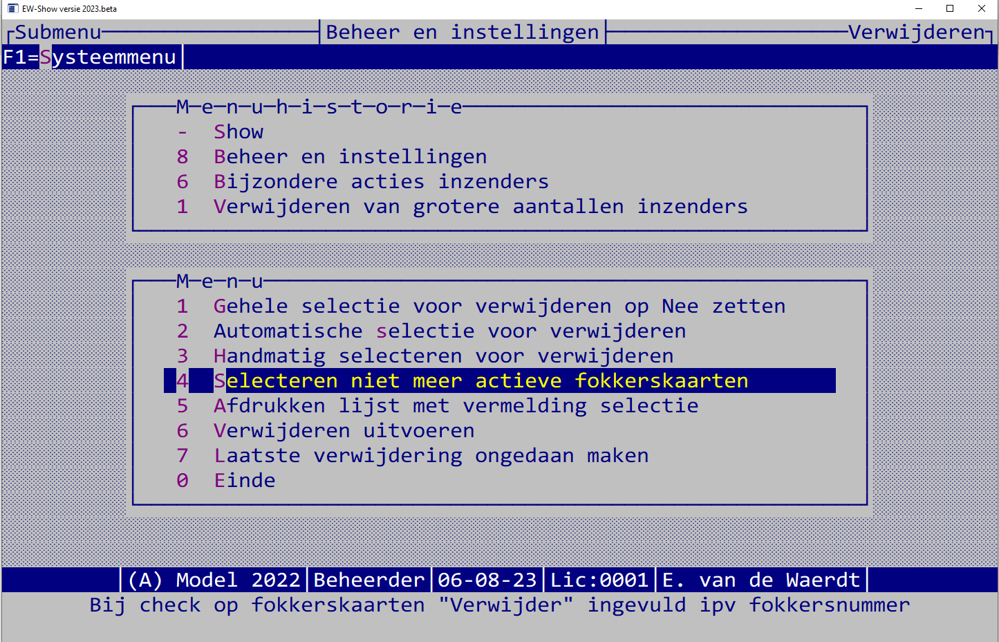 EW-Show versie 2023.beta
Submenu Beheer en instellingen Verwijderen
F1=Systeemmenu
M-e-n-u-h-i-s-t-o-r-i-e
- Show
8 Beheer en instellingen
6 Bijzondere acties inzenders
1 Verwijderen van grotere aantallen inzenders
M-e-n-u
1 Gehele selectie voor verwijderen op Nee zetten
2 Automatische selectie voor verwijderen
3 Handmatig selecteren voor verwijderen
4 Selecteren niet meer actieve fokkerskaarten
5 Afdrukken lijst met vermelding selectie
6 Verwijderen uitvoeren
7 Laatste verwijdering ongedaan maken
0 Einde
(A) Model 2022 Beheerder 06-08-23 Lic:0001 E. van de Waerdt
Bij check op fokkerskaarten "Verwijder" ingevuld ipv fokkersnummer